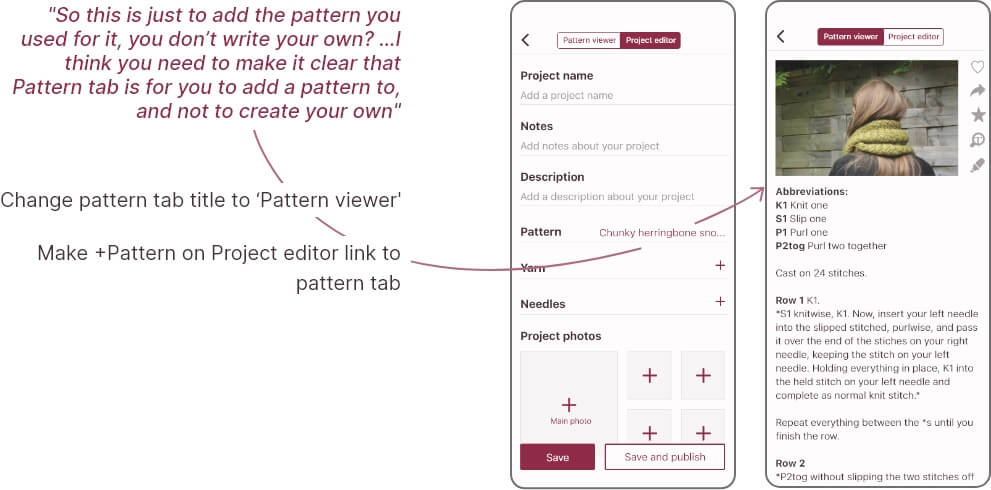 "So this is just to add the pattern you
used for it, you don’t write your own? ...I
think you need to make it clear that
Pattern tab is for you to add a pattern to,
and not to create your own"
Change pattern tab title to ‘Pattern viewer'
Make +Pattern on Project editor link to
pattern tab
Pattern viewer Project editor
Project name
Add a project name
Notes
Add notes about your project
Description
Add a description about your project
Pattern Chunky herringbone sno...
Yarn +
Needles +
Project photos
+ + +
+ + +
Main photo
Save Save and publish
Pattern viewer Project editor
Abbreviations:
K1 Knit one
S1 Slip one
P1 Purl one
P2tog Purl two together
Cast on 24 stitches.
Row 1 K1.
*S1 knitwise, K1. Now, insert your left needle
into the slipped stitched, purlwise, and pass
it over the end of the stiches on your right
needle, keeping the stitch on your left
needle. Holding everything in place, K1 into
the held stitch on your left needle and
complete as normal knit stitch.*
Repeat everything between the *s until you
finish the row.
Row 2
*P2tog without slipping the two stitches off